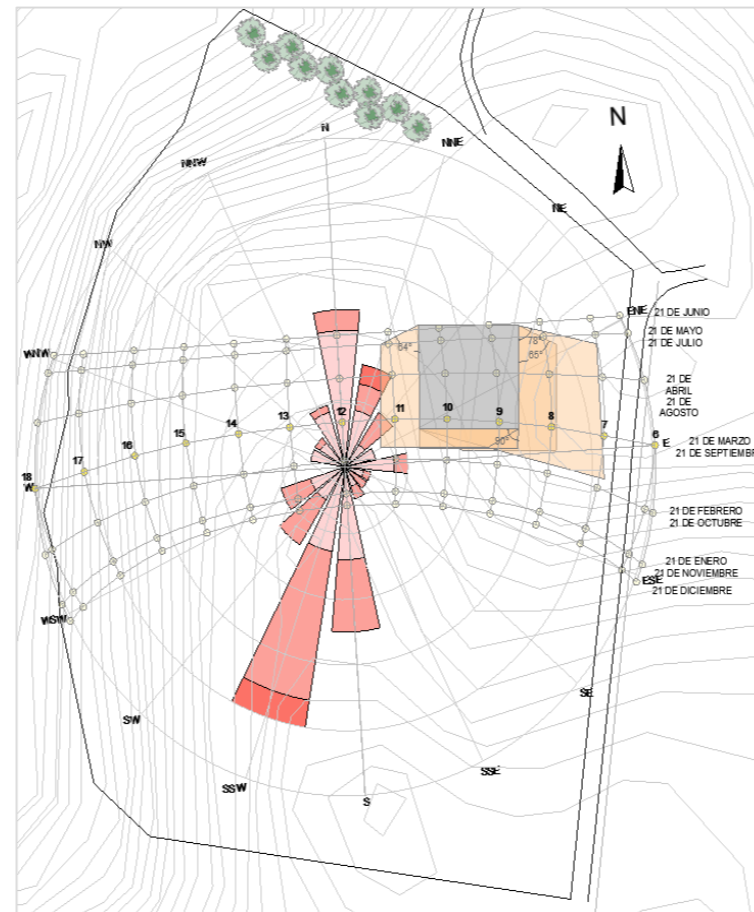 N
N
NNE
NNW
NE
NW
ENE
21 DE JUNIO
21 DE MAYO
21 DE JULIO
WNW
64°
78°
65°
21 DE
ABRIL
21 DE
AGOSTO
18
17
16
15
14
13
12
11
10
9
8
7
6
90°
W
E
21 DE MARZO
21 DE SEPTIEMBRE
21 DE FEBRERO
21 DE OCTUBRE
21 DE ENERO
21 DE NOVIEMBRE
ESE
21 DE DICIEMBRE
WSW
SE
SW
SSE
SSW
S